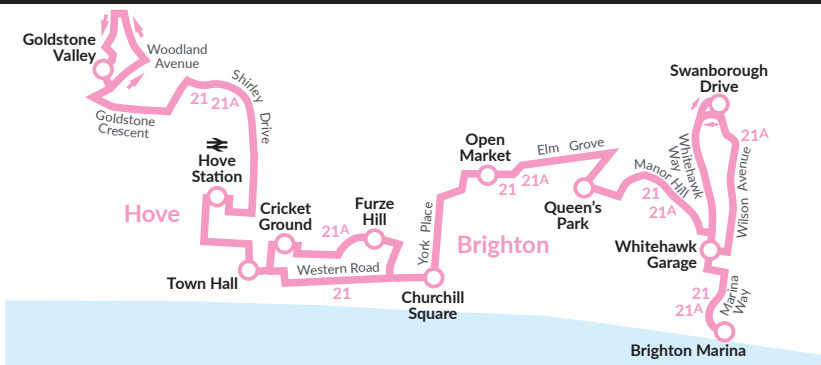 Goldstone
Valley
Woodland
Avenue
Shirley Drive
21 21A
Goldstone
Crescent
Hove
Station
Hove
Cricket
Ground
21A
Furze
Hill
Town Hall
Western Road
21
Churchill
Square
York Place
Brighton
Open
Market
21 21A
Elm Grove
Queen's
Park
Manor Hill
21
21A
Swanborough
Drive
21A
Whitehawk
Way
Wilson Avenue
Whitehawk
Garage
21
21A
Marina
Way
Brighton Marina